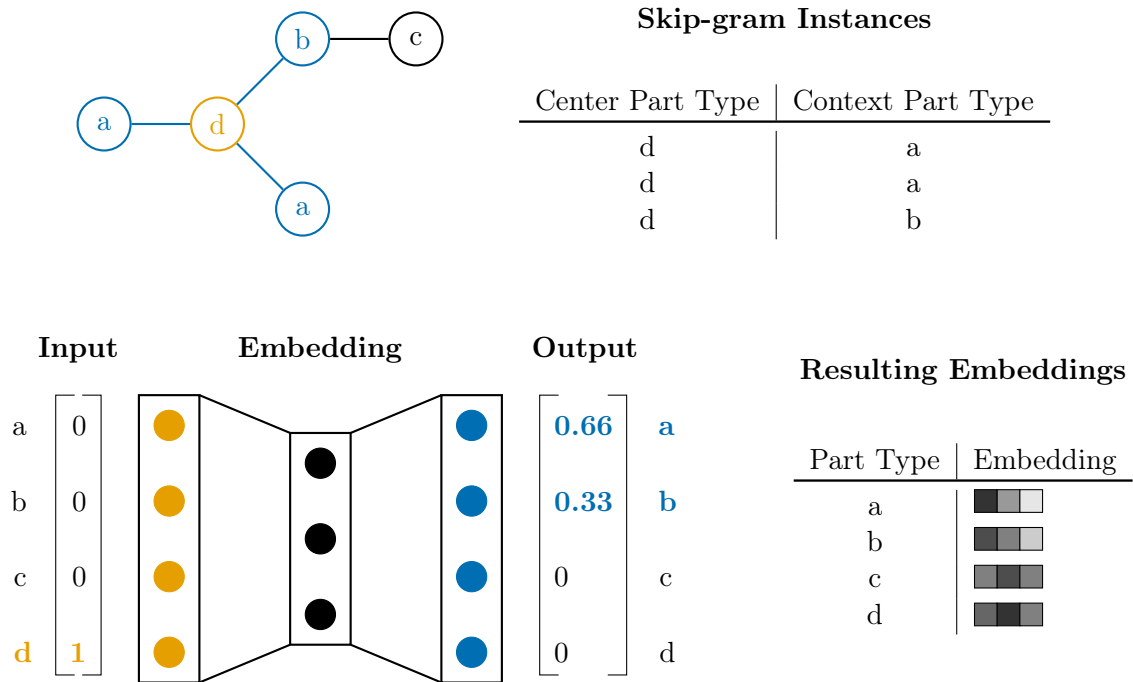 b
c
a
d
a
Skip-gram Instances
Center Part Type Context Part Type
d a
d a
d b
Input Embedding Output
a 0 0.66 a
b 0 0.33 b
c 0 0 c
d 1 0 d
Resulting Embeddings
Part Type Embedding
a
b
c
d